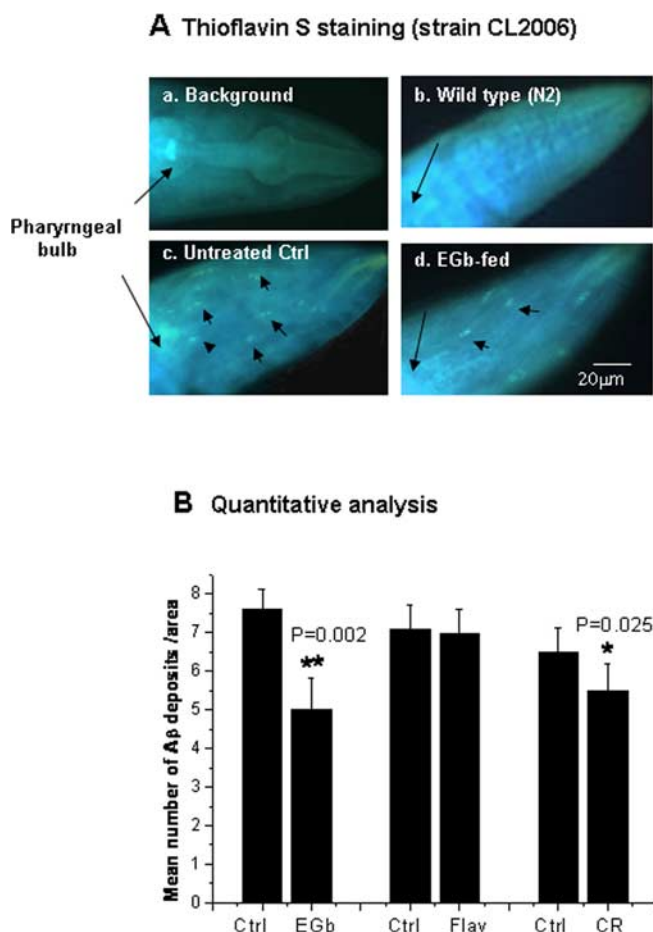 A Thioflavin S staining (strain CL2006)
a. Background
b. Wild type (N2)
Pharyngeal
bulb
c. Untreated Ctrl
d. EGb-fed
20μm
B Quantitative analysis
Mean number of Aβ deposits /area
8
7
6
5
4
3
2
1
0
P=0.002
**
P=0.025
*
Ctrl EGb Ctrl Flav Ctrl CR